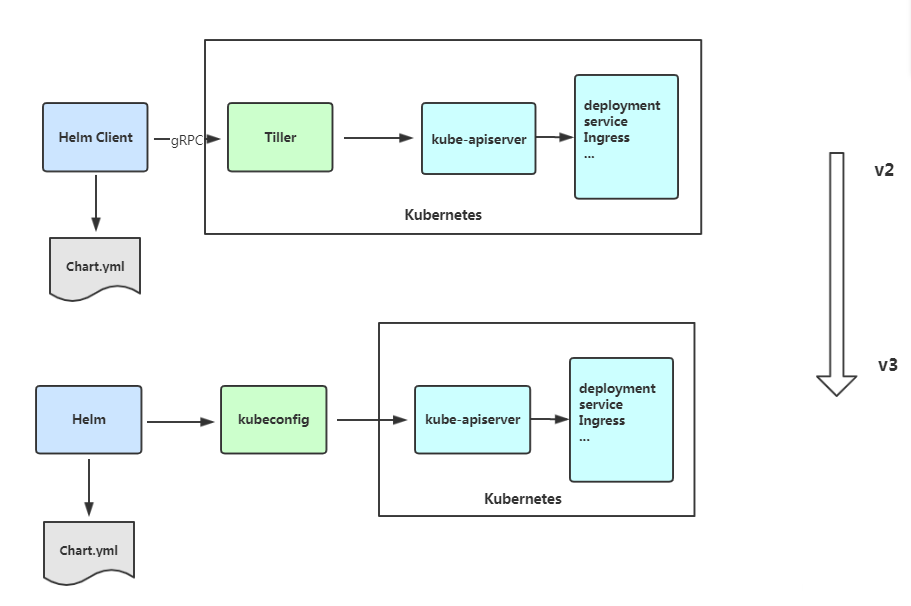 Helm Client
gRPC
Tiller
kube-apiserver
deployment
service
Ingress
...
Kubernetes
Chart.yml
v2
v3
Helm
kubeconfig
kube-apiserver
deployment
service
Ingress
...
Kubernetes
Chart.yml